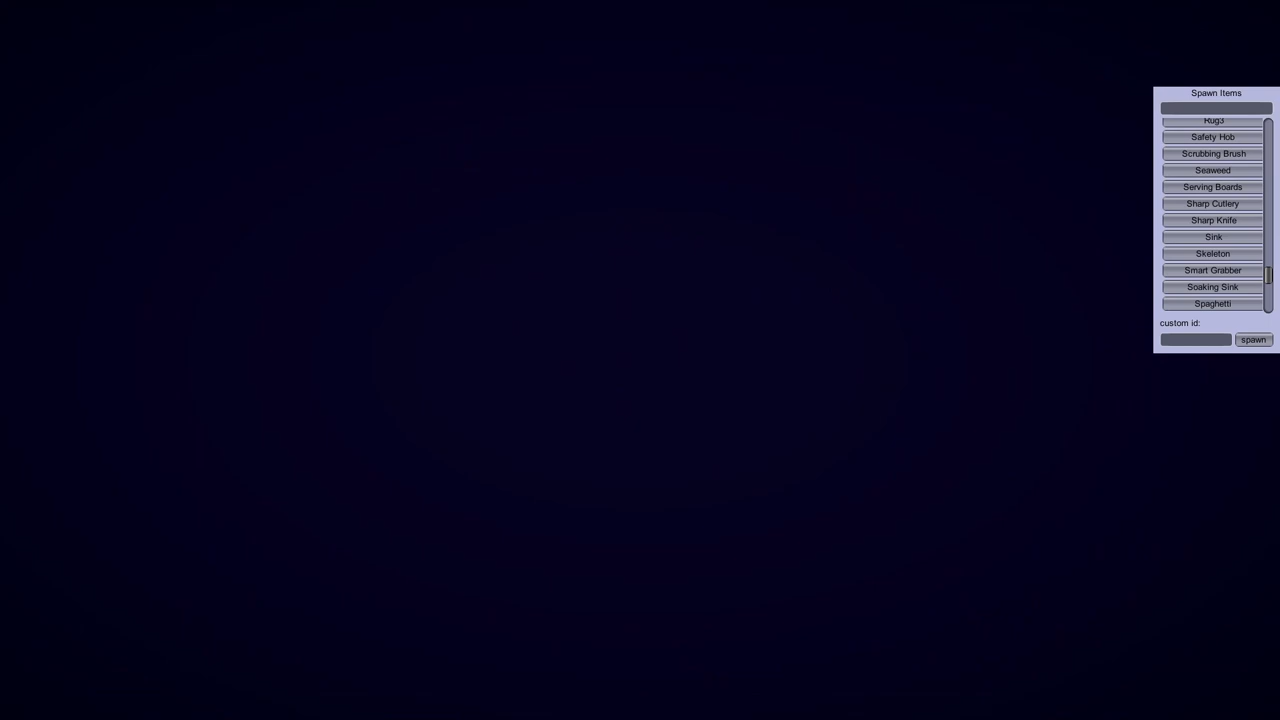 Spawn Items
Rug3
Safety Hob
Scrubbing Brush
Seaweed
Serving Boards
Sharp Cutlery
Sharp Knife
Sink
Skeleton
Smart Grabber
Soaking Sink
Spaghetti
custom id:
spawn